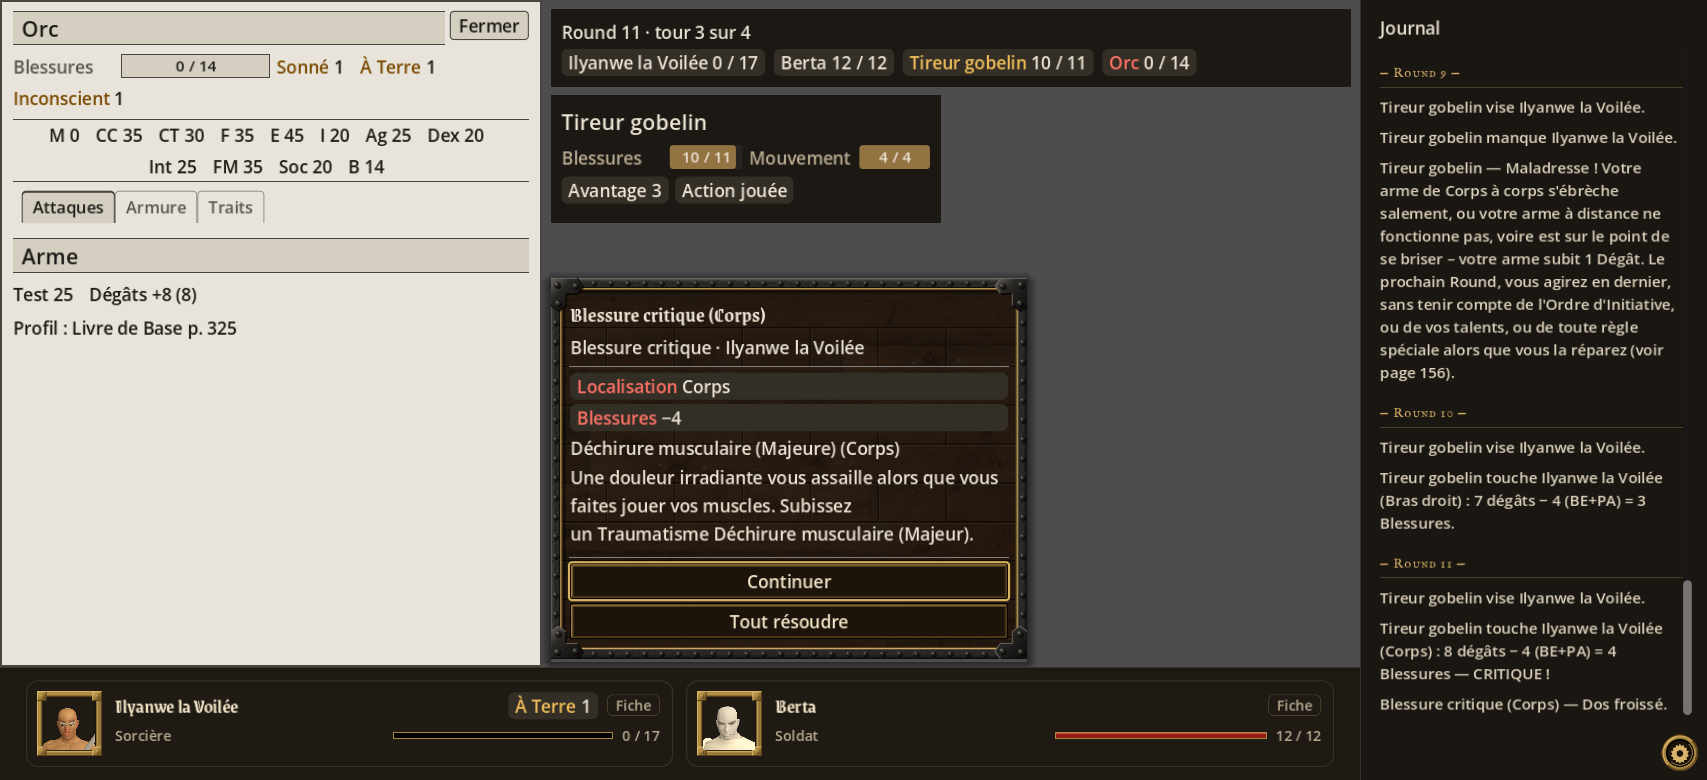 Orc
Fermer
Blessures 0 / 14 Sonné 1 À Terre 1
Inconscient 1
M 0 CC 35 CT 30 F 35 E 45 I 20 Ag 25 Dex 20
Int 25 FM 35 Soc 20 B 14
Attaques Armure Traits
Arme
Test 25 Dégâts +8 (8)
Profil : Livre de Base p. 325
Round 11 · tour 3 sur 4
Ilyanwe la Voilée 0 / 17 Berta 12 / 12 Tireur gobelin 10 / 11 Orc 0 / 14
Tireur gobelin
Blessures 10 / 11 Mouvement 4 / 4
Avantage 3 Action jouée
Blessure critique (Corps)
Blessure critique · Ilyanwe la Voilée
Localisation Corps
Blessures −4
Déchirure musculaire (Majeure) (Corps)
Une douleur irradiante vous assaille alors que vous
faites jouer vos muscles. Subissez
un Traumatisme Déchirure musculaire (Majeur).
Continuer
Tout résoudre
Journal
– Round 9 –
Tireur gobelin vise Ilyanwe la Voilée.
Tireur gobelin manque Ilyanwe la Voilée.
Tireur gobelin — Maladresse ! Votre
arme de Corps à corps s'ébrèche
salement, ou votre arme à distance ne
fonctionne pas, voire est sur le point de
se briser – votre arme subit 1 Dégât. Le
prochain Round, vous agirez en dernier,
sans tenir compte de l'Ordre d'Initiative,
ou de vos talents, ou de toute règle
spéciale alors que vous la réparez (voir
page 156).
– Round 10 –
Tireur gobelin vise Ilyanwe la Voilée.
Tireur gobelin touche Ilyanwe la Voilée
(Bras droit) : 7 dégâts − 4 (BE+PA) = 3
Blessures.
– Round 11 –
Tireur gobelin vise Ilyanwe la Voilée.
Tireur gobelin touche Ilyanwe la Voilée
(Corps) : 8 dégâts − 4 (BE+PA) = 4
Blessures — CRITIQUE !
Blessure critique (Corps) — Dos froissé.
Ilyanwe la Voilée À Terre 1 Fiche
Sorcière 0 / 17
Berta Fiche
Soldat 12 / 12